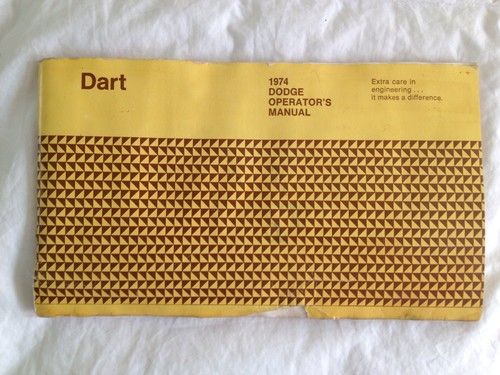 Dart
1974
DODGE
OPERATOR'S
MANUAL
Extra care in
engineering . . .
it makes a difference.